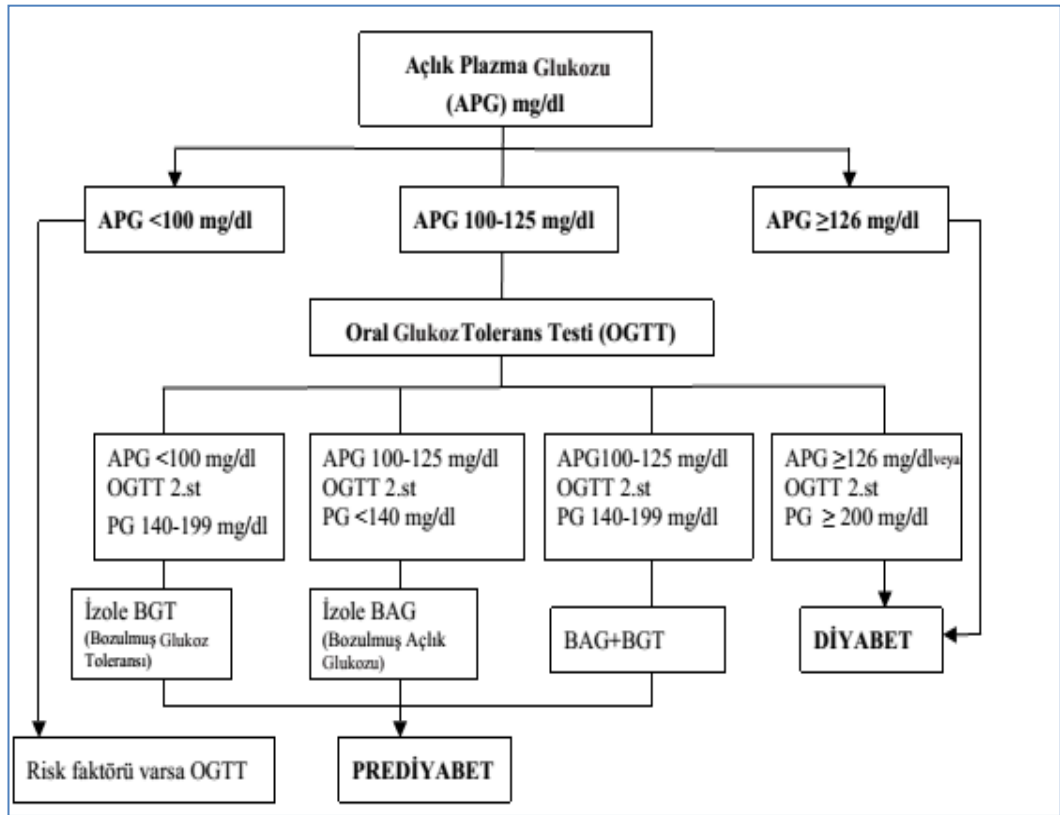 Açlık Plazma Glukozu
(APG) mg/dl
APG <100 mg/dl
APG 100-125 mg/dl
APG ≥126 mg/dl
Oral Glukoz Tolerans Testi (OGTT)
APG <100 mg/dl
OGTT 2.st
PG 140-199 mg/dl
APG 100-125 mg/dl
OGTT 2.st
PG <140 mg/dl
APG100-125 mg/dl
OGTT 2.st
PG 140-199 mg/dl
APG ≥126 mg/dl veya
OGTT 2.st
PG ≥ 200 mg/dl
İzole BGT
(Bozulmuş Glukoz
Toleransı)
İzole BAG
(Bozulmuş Açlık
Glukozu)
BAG+BGT
DİYABET
Risk faktörü varsa OGTT
PREDİYABET